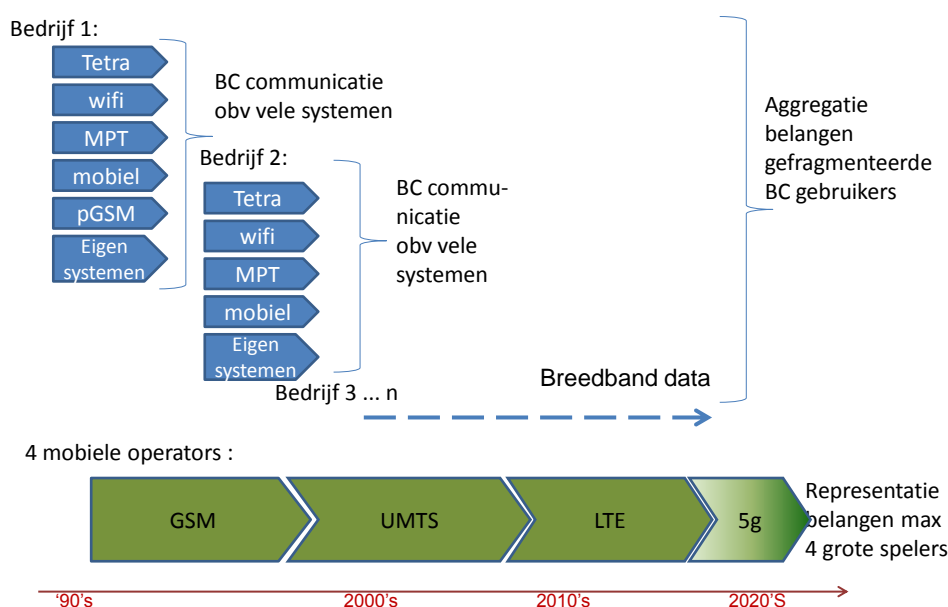 Bedrijf 1:
Tetra
wifi
MPT
mobiel
pGSM
Eigen
systemen
BC communicatie
obv vele systemen
Bedrijf 2:
Tetra
wifi
MPT
mobiel
Eigen
systemen
BC commu-
nicatie
obv vele
systemen
Bedrijf 3 ... n
Breedband data
Aggregatie
belangen
gefragmenteerde
BC gebruikers
4 mobiele operators :
GSM
UMTS
LTE
5g
Representatie
belangen max
4 grote spelers
‘90’s
2000’s
2010’s
2020’S